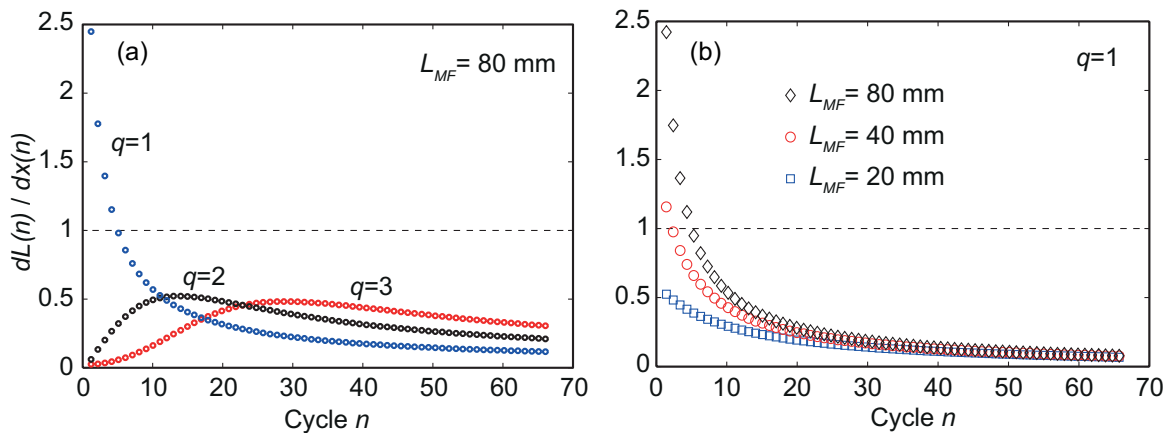 (a)
L_MF = 80 mm
q=1
q=2
q=3
dL(n) / dx(n)
2.5
2
1.5
1
0.5
0
0 10 20 30 40 50 60 70
Cycle n
(b)
q=1
L_MF = 80 mm
L_MF = 40 mm
L_MF = 20 mm
2.5
2
1.5
1
0.5
0
0 10 20 30 40 50 60 70
Cycle n